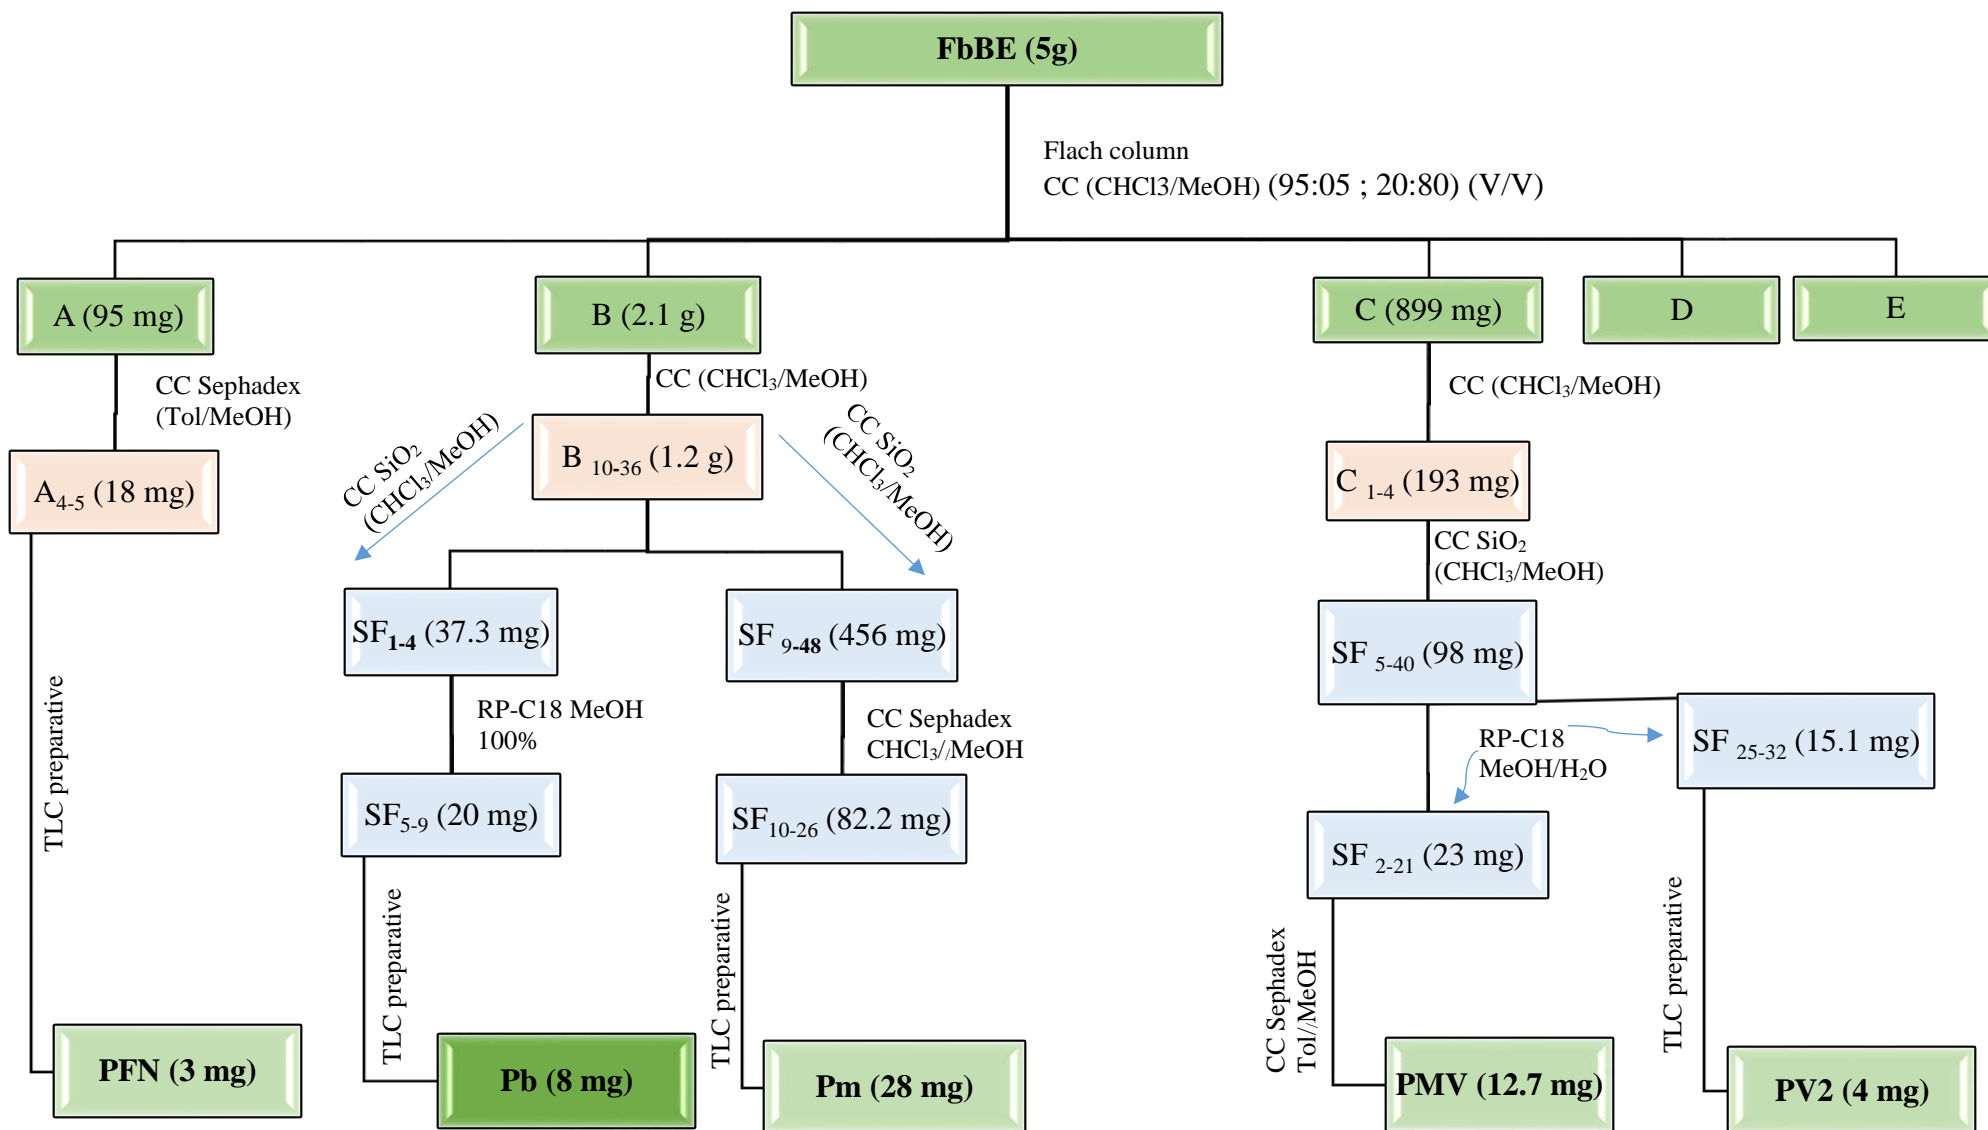 FbBE (5g)
Flach column
CC (CHCl3/MeOH) (95:05 ; 20:80) (V/V)
A (95 mg)
B (2.1 g)
C (899 mg)
D
E
CC Sephadex
(Tol/MeOH)
CC (CHCl₃/MeOH)
CC (CHCl₃/MeOH)
A₄₋₅ (18 mg)
CC SiO₂
(CHCl₃/MeOH)
B ₁₀₋₃₆ (1.2 g)
CC SiO₂
(CHCl₃/MeOH)
C ₁₋₄ (193 mg)
CC SiO₂
(CHCl₃/MeOH)
SF₁₋₄ (37.3 mg)
SF ₉₋₄₈ (456 mg)
SF ₅₋₄₀ (98 mg)
RP-C18 MeOH
100%
CC Sephadex
CHCl₃//MeOH
RP-C18
MeOH/H₂O
SF ₂₅₋₃₂ (15.1 mg)
SF₅₋₉ (20 mg)
SF₁₀₋₂₆ (82.2 mg)
SF ₂₋₂₁ (23 mg)
TLC preparative
TLC preparative
TLC preparative
CC Sephadex
Tol//MeOH
TLC preparative
PFN (3 mg)
Pb (8 mg)
Pm (28 mg)
PMV (12.7 mg)
PV2 (4 mg)